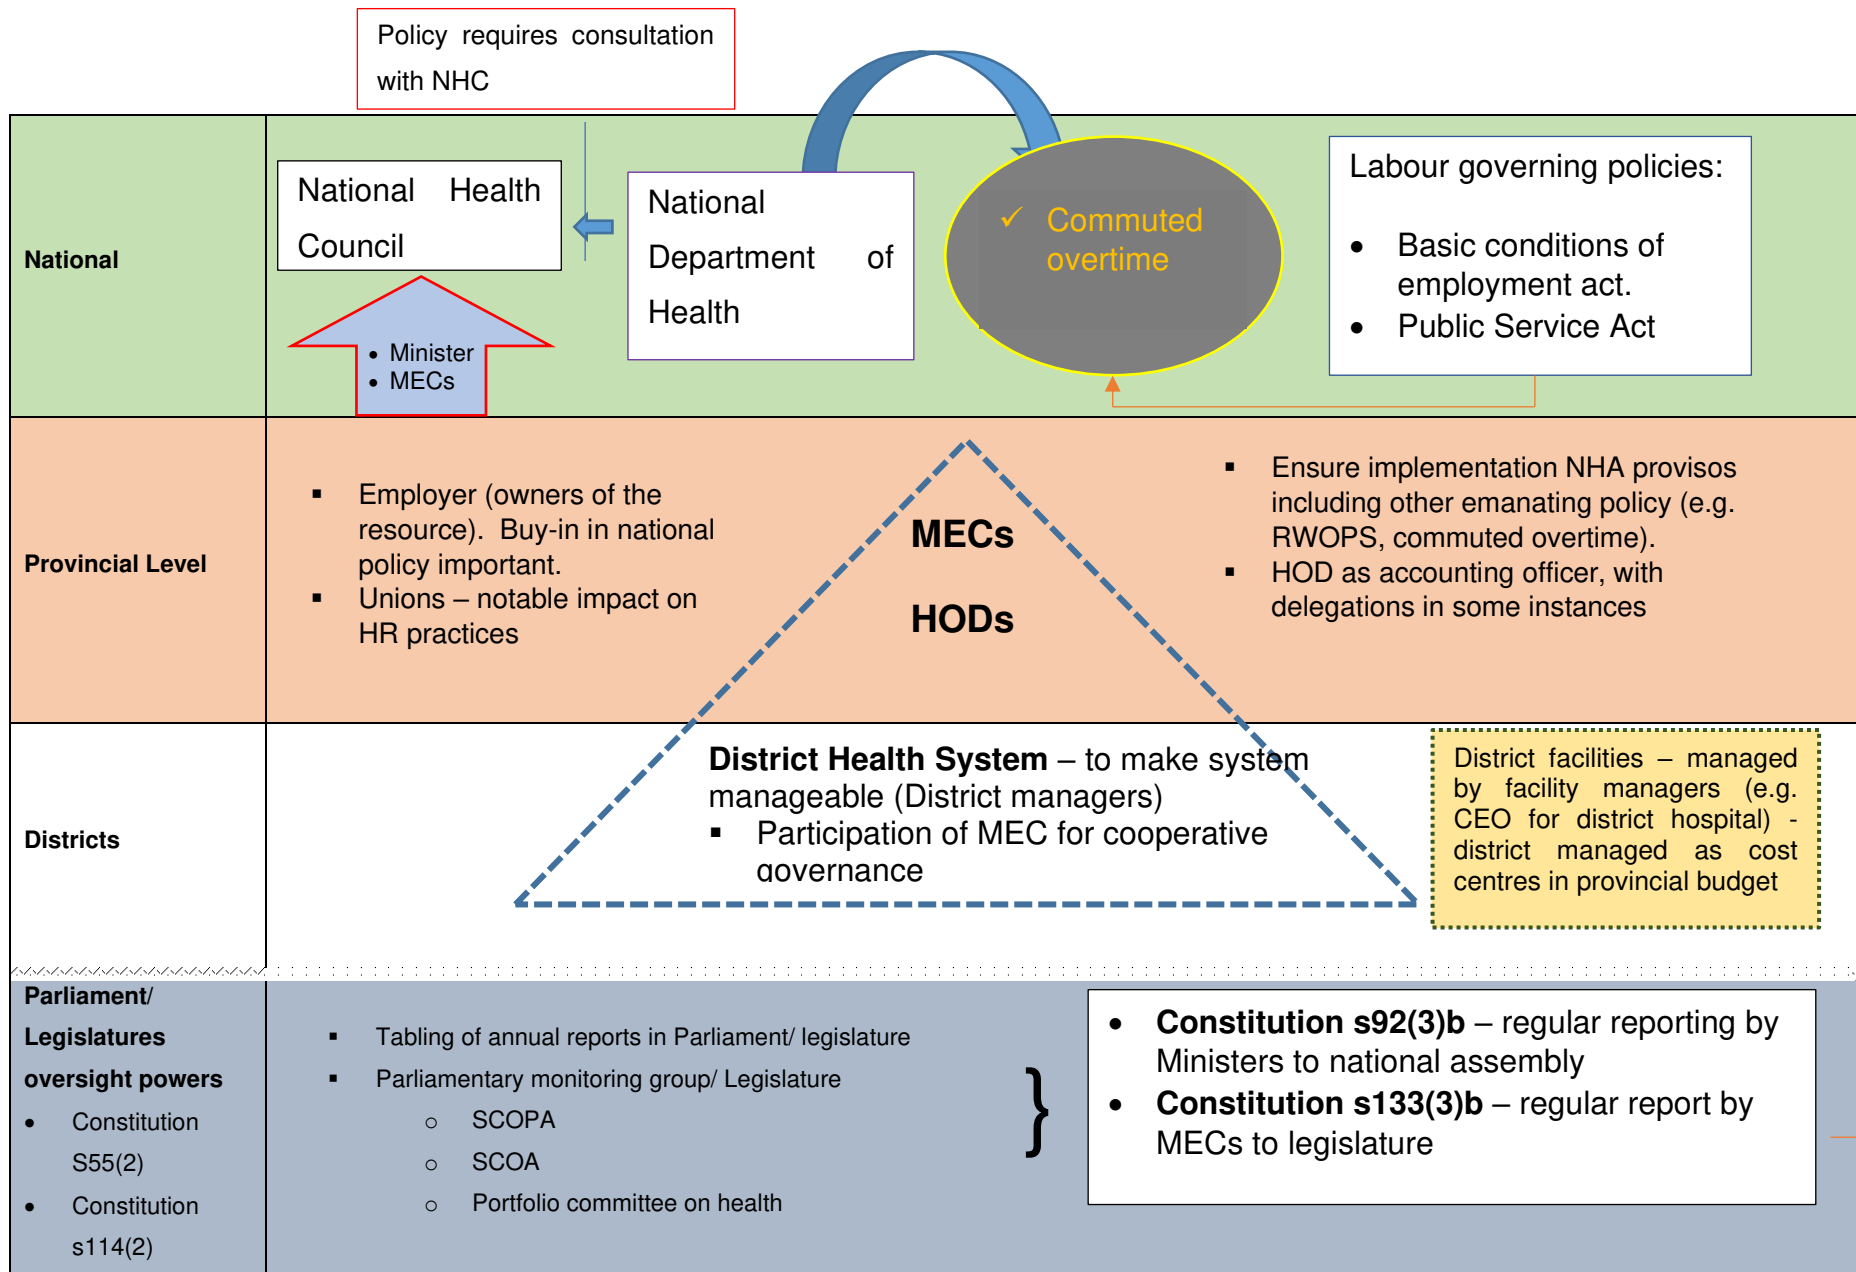 Policy requires consultation
with NHC
National
National Health
Council
• Minister
• MECs
National
Department of
Health
✓ Commuted
overtime
Labour governing policies:
• Basic conditions of
employment act.
• Public Service Act
Provincial Level
▪ Employer (owners of the
resource). Buy-in in national
policy important.
▪ Unions – notable impact on
HR practices
MECs
HODs
▪ Ensure implementation NHA provisos
including other emanating policy (e.g.
RWOPS, commuted overtime).
▪ HOD as accounting officer, with
delegations in some instances
Districts
District Health System – to make system
manageable (District managers)
▪ Participation of MEC for cooperative
governance
District facilities – managed
by facility managers (e.g.
CEO for district hospital) -
district managed as cost
centres in provincial budget
Parliament/
Legislatures
oversight powers
• Constitution
S55(2)
• Constitution
s114(2)
▪ Tabling of annual reports in Parliament/ legislature
▪ Parliamentary monitoring group/ Legislature
o SCOPA
o SCOA
o Portfolio committee on health
}
• Constitution s92(3)b – regular reporting by
Ministers to national assembly
• Constitution s133(3)b – regular report by
MECs to legislature